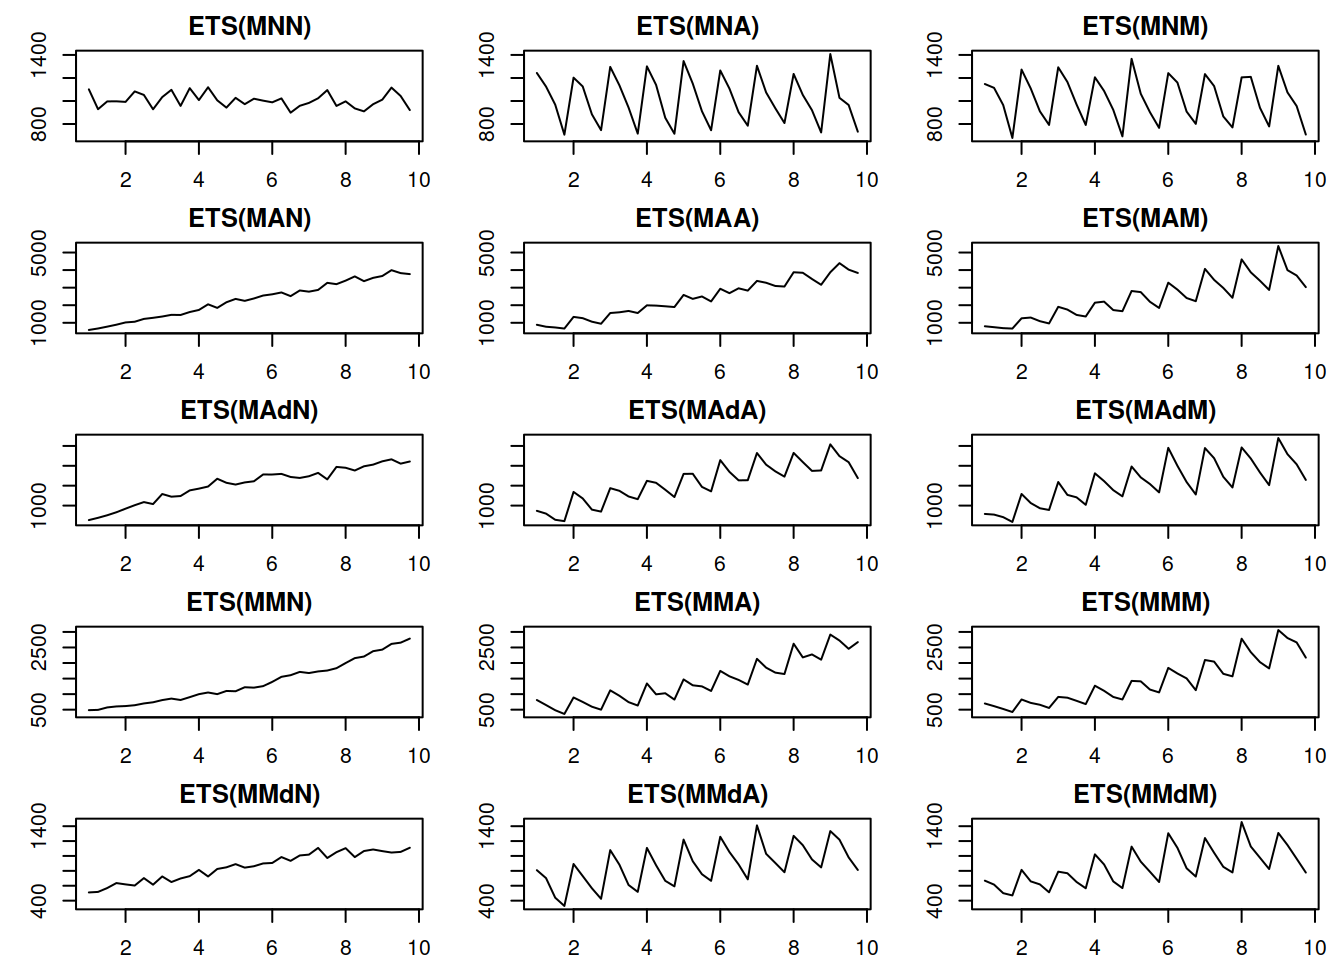 ETS(MNN) ETS(MNA) ETS(MNM)
1400 1400 1400
800 800 800
2 4 6 8 10 2 4 6 8 10 2 4 6 8 10
ETS(MAN) ETS(MAA) ETS(MAM)
5000 5000 5000
1000 1000 1000
2 4 6 8 10 2 4 6 8 10 2 4 6 8 10
ETS(MAdN) ETS(MAdA) ETS(MAdM)
1000 1000 1000
2 4 6 8 10 2 4 6 8 10 2 4 6 8 10
ETS(MMN) ETS(MMA) ETS(MMM)
2500 2500 2500
500 500 500
2 4 6 8 10 2 4 6 8 10 2 4 6 8 10
ETS(MMdN) ETS(MMdA) ETS(MMdM)
1400 1400 1400
400 400 400
2 4 6 8 10 2 4 6 8 10 2 4 6 8 10